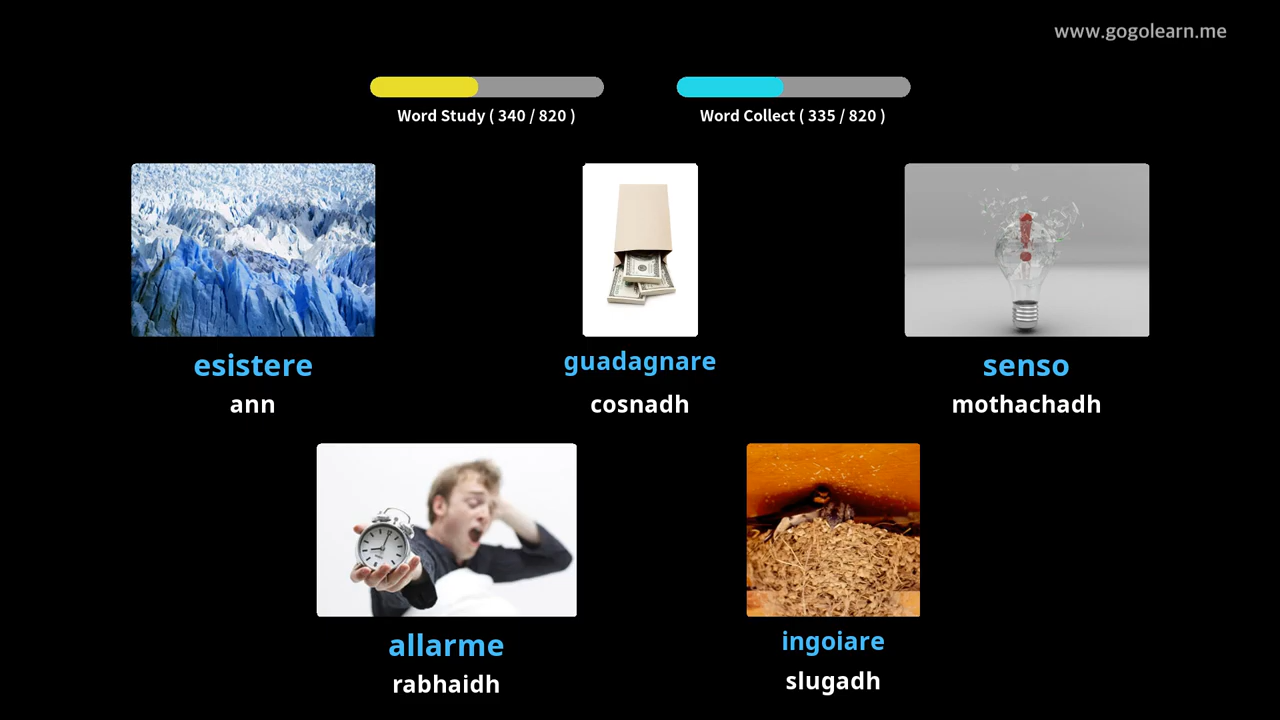 www.gogolearn.me
Word Study ( 340 / 820 )
Word Collect ( 335 / 820 )
esistere
ann
guadagnare
cosnadh
senso
mothachadh
allarme
rabhaidh
ingoiare
slugadh